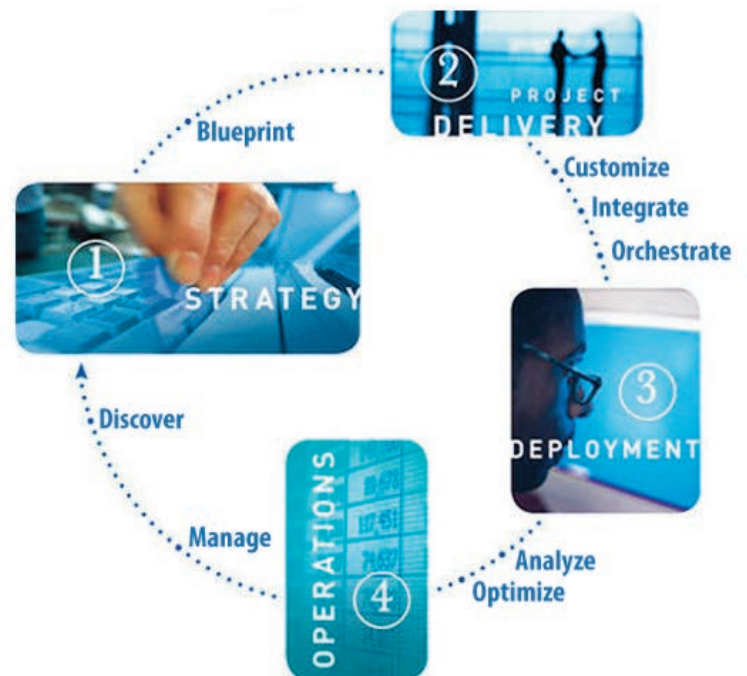 1
STRATEGY
Blueprint
2
PROJECT
DELIVERY
Customize
Integrate
Orchestrate
3
DEPLOYMENT
Analyze
Optimize
OPERATIONS
4
Manage
Discover